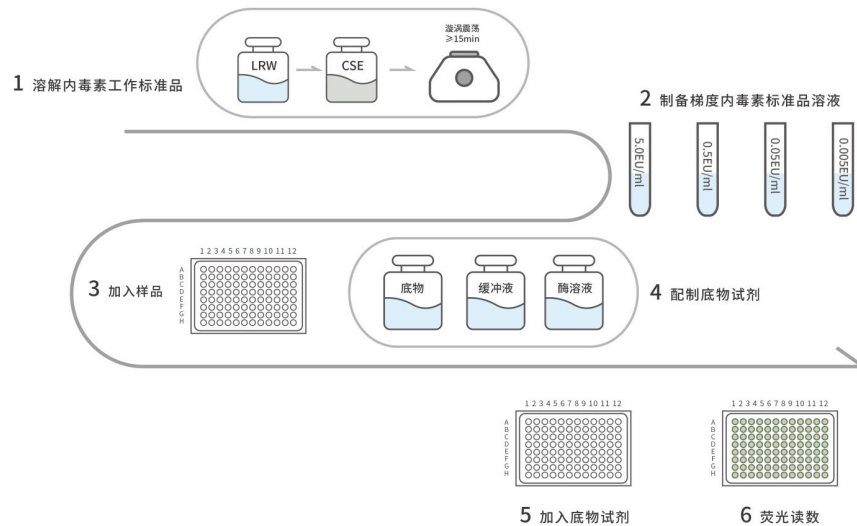 漩涡震荡
≥15min
LRW
CSE
1 溶解内毒素工作标准品
2 制备梯度内毒素标准品溶液
5.0EU/ml
0.5EU/ml
0.05EU/ml
0.005EU/ml
1 2 3 4 5 6 7 8 9 10 11 12
A
B
C
D
E
F
G
H
3 加入样品
底物
缓冲液
酶溶液
4 配制底物试剂
1 2 3 4 5 6 7 8 9 10 11 12
A
B
C
D
E
F
G
H
5 加入底物试剂
1 2 3 4 5 6 7 8 9 10 11 12
A
B
C
D
E
F
G
H
6 荧光读数